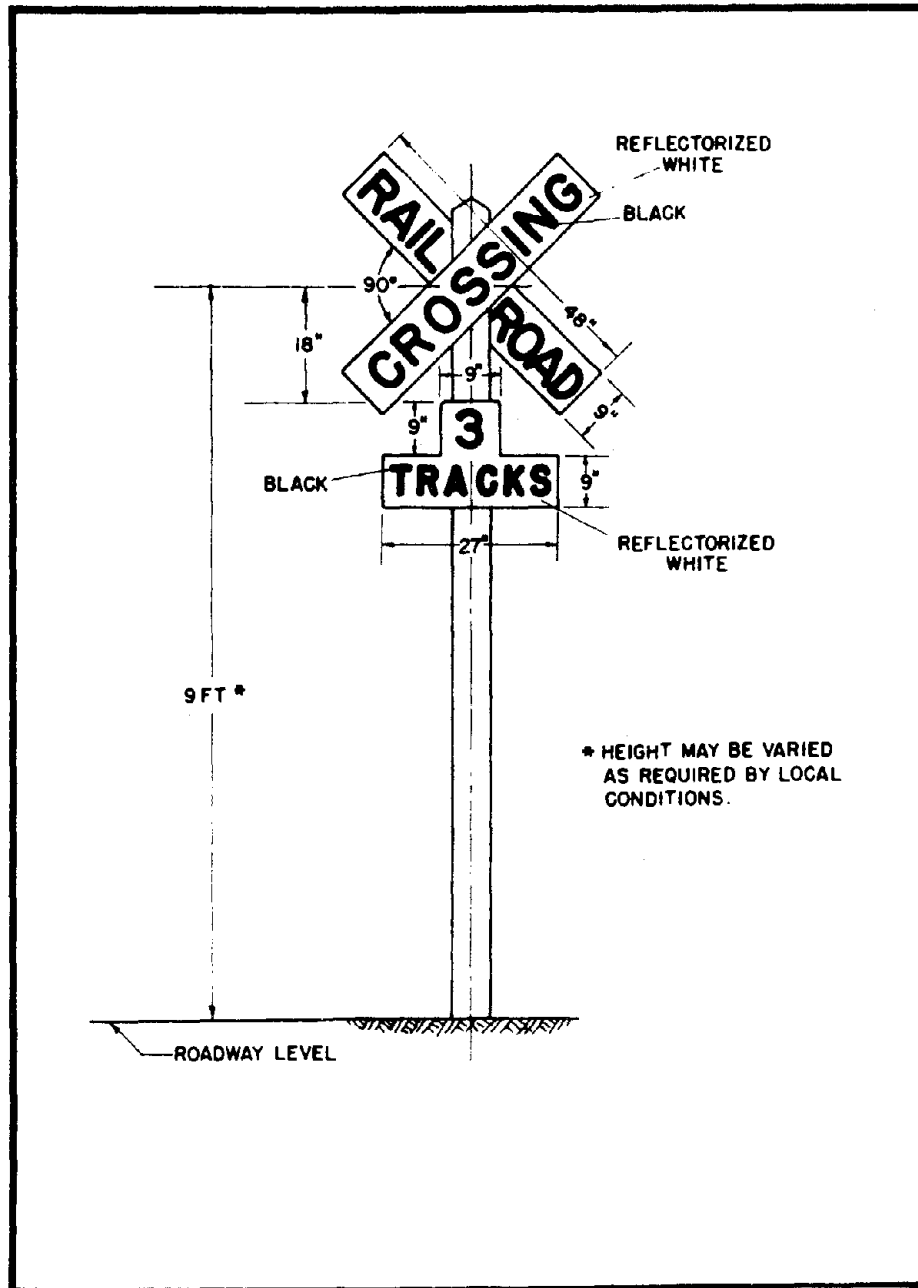 REFLECTORIZED
WHITE
BLACK
RAIL
CROSSING
ROAD
90°
48"
18"
9"
9"
9"
3
BLACK
TRACKS
9"
27"
REFLECTORIZED
WHITE
9 FT *
* HEIGHT MAY BE VARIED
AS REQUIRED BY LOCAL
CONDITIONS.
ROADWAY LEVEL